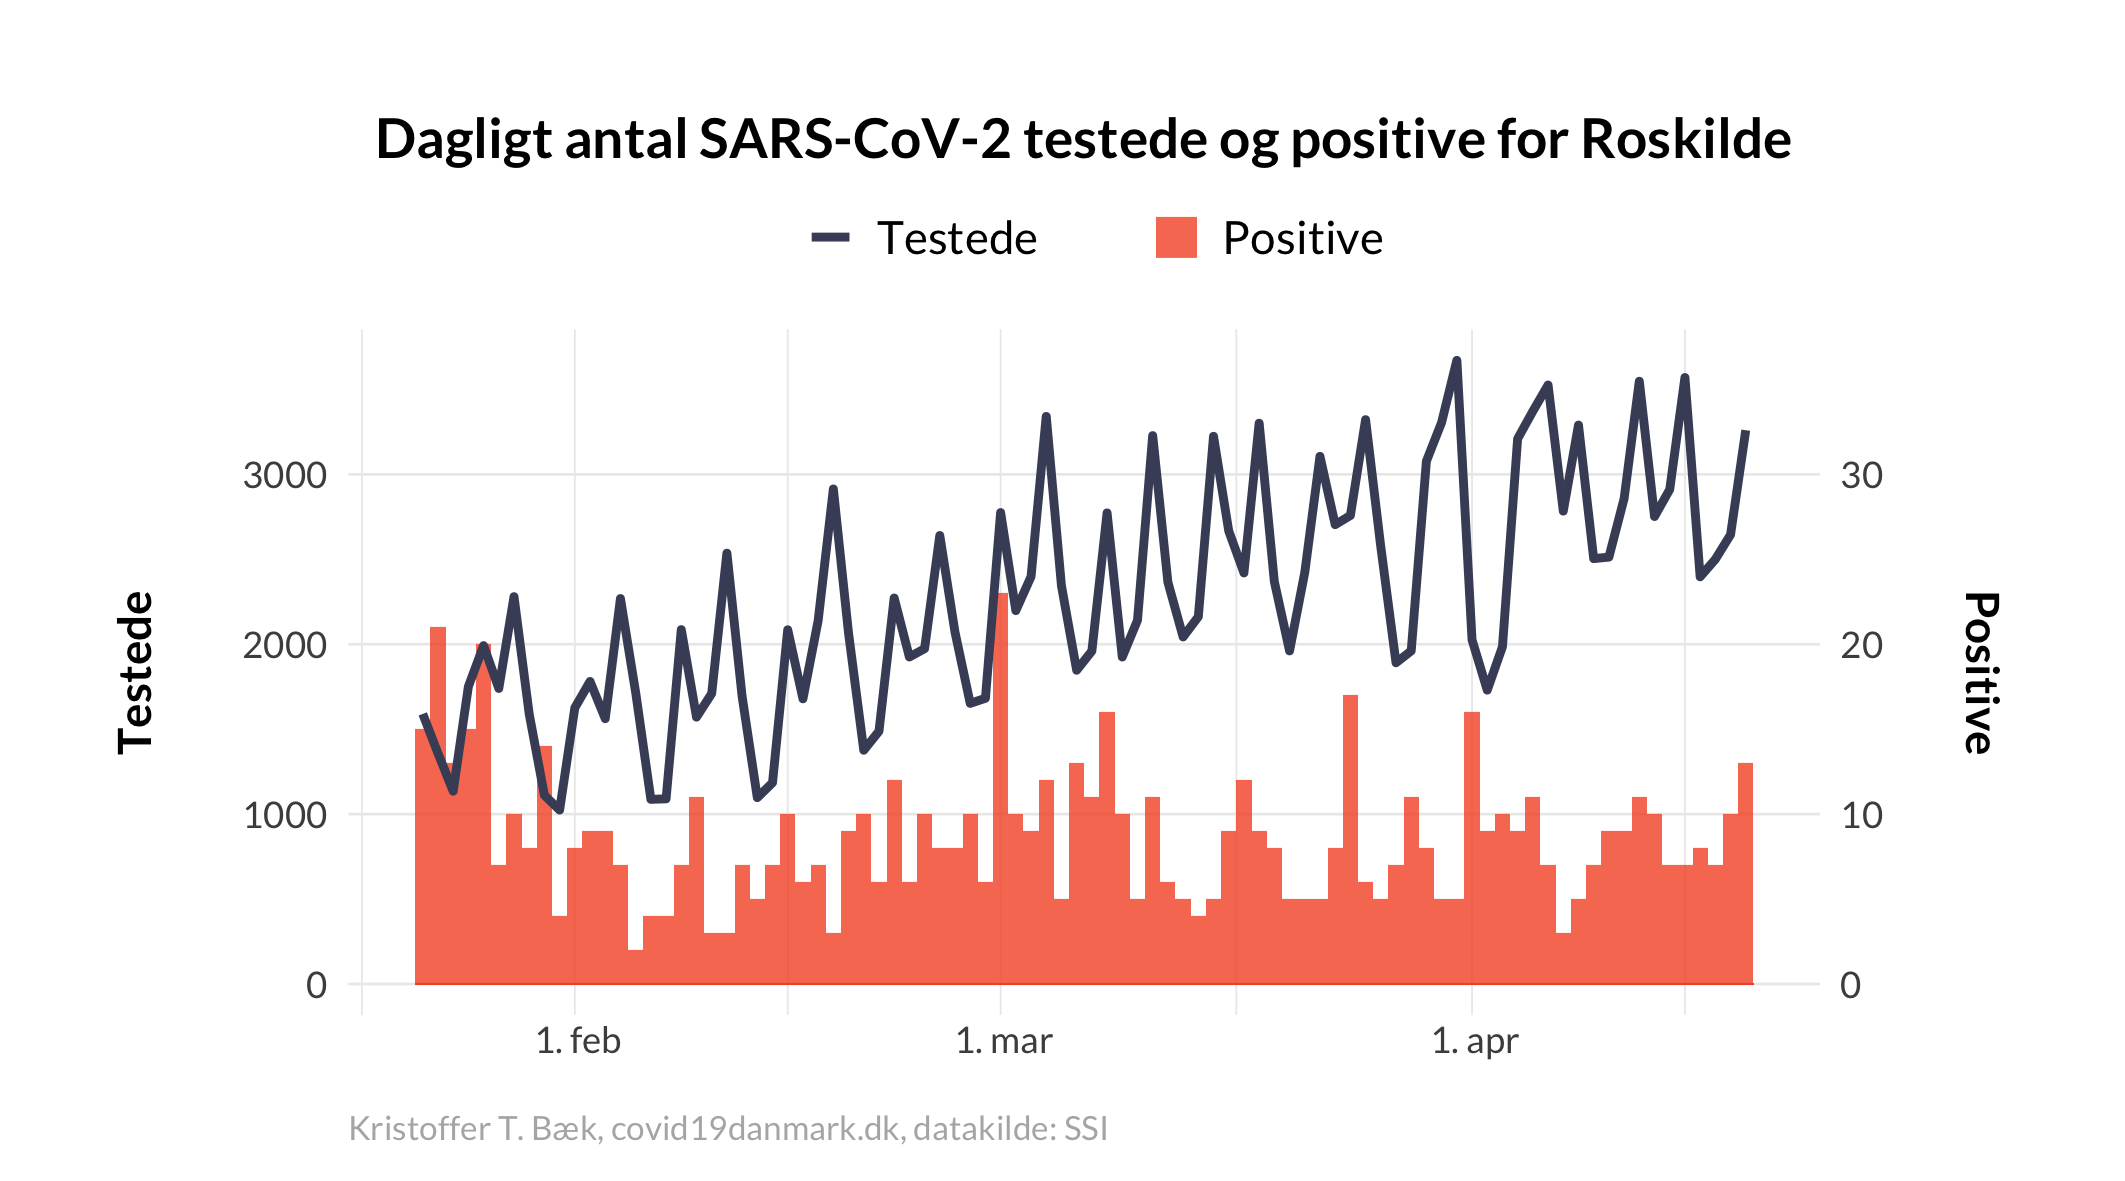 Dagligt antal SARS-CoV-2 testede og positive for Roskilde
Testede
Positive
Testede
3000
2000
1000
0
30
20
10
0
Positive
1. feb
1. mar
1. apr
Kristoffer T. Bæk, covid19danmark.dk, datakilde: SSI